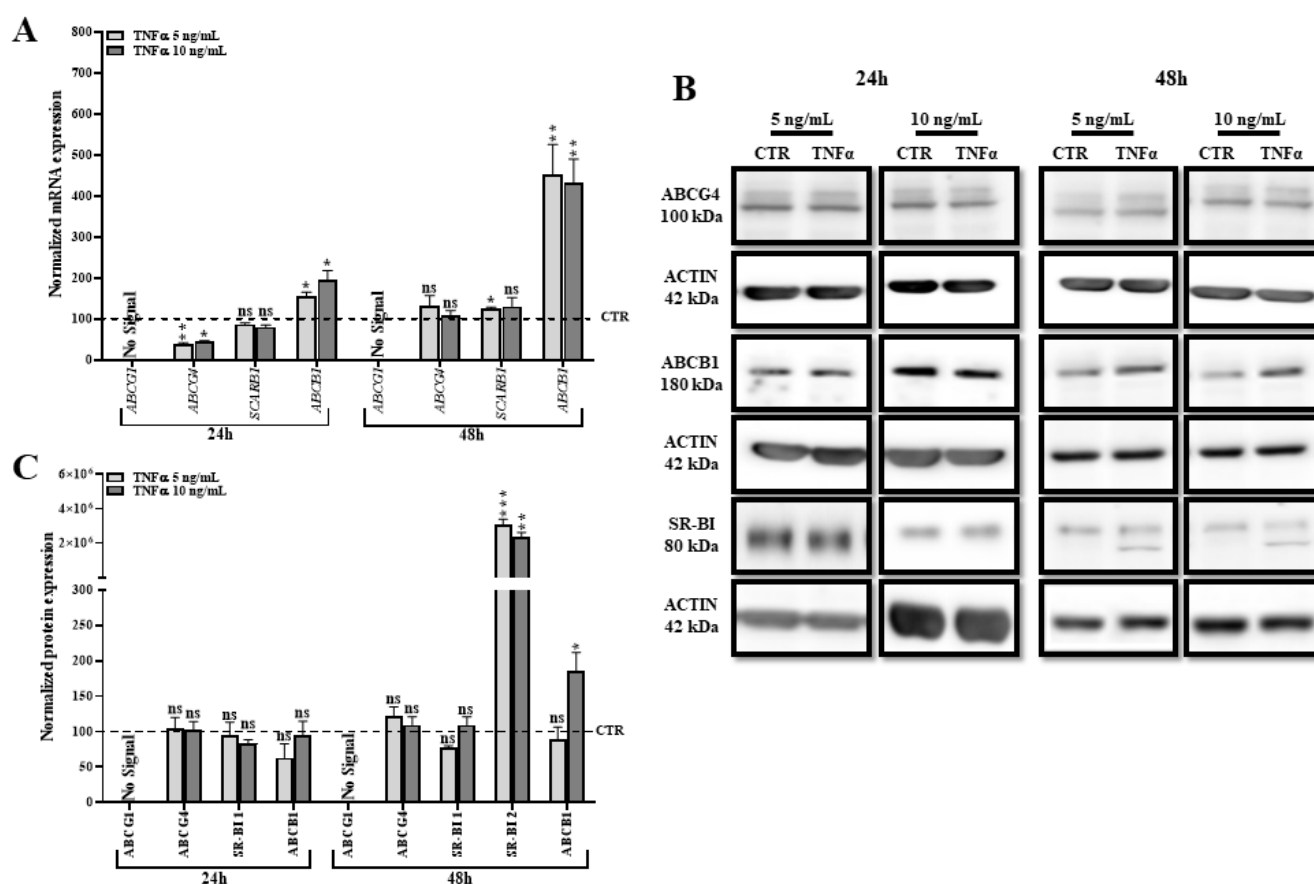 A
TNFα 5 ng/mL
TNFα 10 ng/mL
Normalized mRNA expression
800
700
600
500
400
300
200
100
0
No Signal
** * ns ns * *
No Signal
ns ns * ns ** **
CTR
ABCG1 ABCG4 SCARB1 ABCB1 ABCG1 ABCG4 SCARB1 ABCB1
24h 48h
B
24h 48h
5 ng/mL 10 ng/mL 5 ng/mL 10 ng/mL
CTR TNFα CTR TNFα CTR TNFα CTR TNFα
ABCG4
100 kDa
ACTIN
42 kDa
ABCB1
180 kDa
ACTIN
42 kDa
SR-BI
80 kDa
ACTIN
42 kDa
C
TNFα 5 ng/mL
TNFα 10 ng/mL
Normalized protein expression
6×10⁶
4×10⁶
2×10⁶
300
250
200
150
100
50
0
No Signal
ns ns ns ns ns ns
No Signal
ns ns ns ns *** ** ns *
CTR
ABCG1 ABCG4 SR-BI 1 ABCB1 ABCG1 ABCG4 SR-BI 1 SR-BI 2 ABCB1
24h 48h